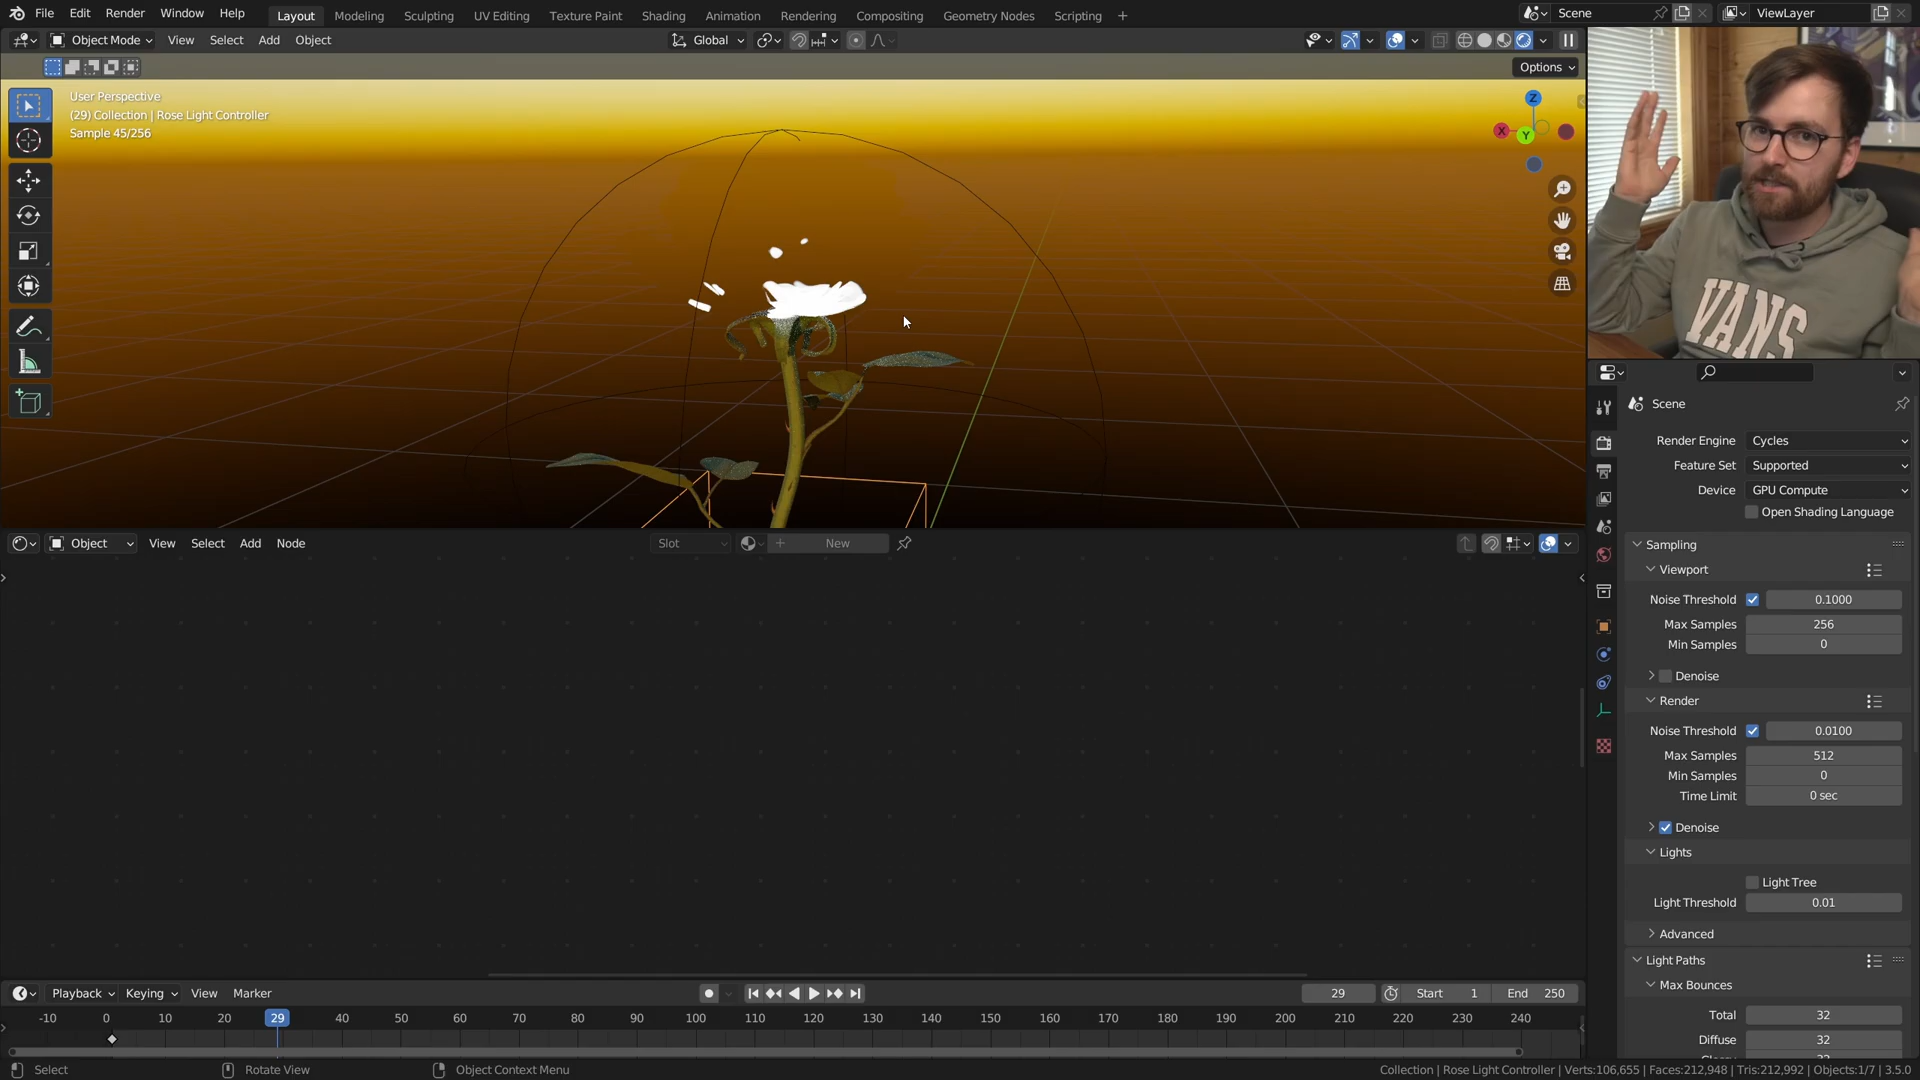 File Edit Render Window Help Layout Modeling Sculpting UV Editing Texture Paint Shading Animation Rendering Compositing Geometry Nodes Scripting + Scene ViewLayer
Object Mode View Select Add Object Global
Options
User Perspective
(29) Collection | Rose Light Controller
Sample 45/256
Z
X
Y
VANS
Scene
Render Engine Cycles
Feature Set Supported
Device GPU Compute
Open Shading Language
Sampling
Viewport
Noise Threshold 0.1000
Max Samples 256
Min Samples 0
Denoise
Render
Noise Threshold 0.0100
Max Samples 512
Min Samples 0
Time Limit 0 sec
Denoise
Lights
Light Tree
Light Threshold 0.01
Advanced
Light Paths
Max Bounces
Total 32
Diffuse 32
Object View Select Add Node Slot New
Playback Keying View Marker 29 Start 1 End 250
-10 0 10 20 29 40 50 60 70 80 90 100 110 120 130 140 150 160 170 180 190 200 210 220 230 240
Select Rotate View Object Context Menu Collection | Rose Light Controller | Verts:106,655 | Faces:212,948 | Tris:212,992 | Objects:1/7 | 3.5.0